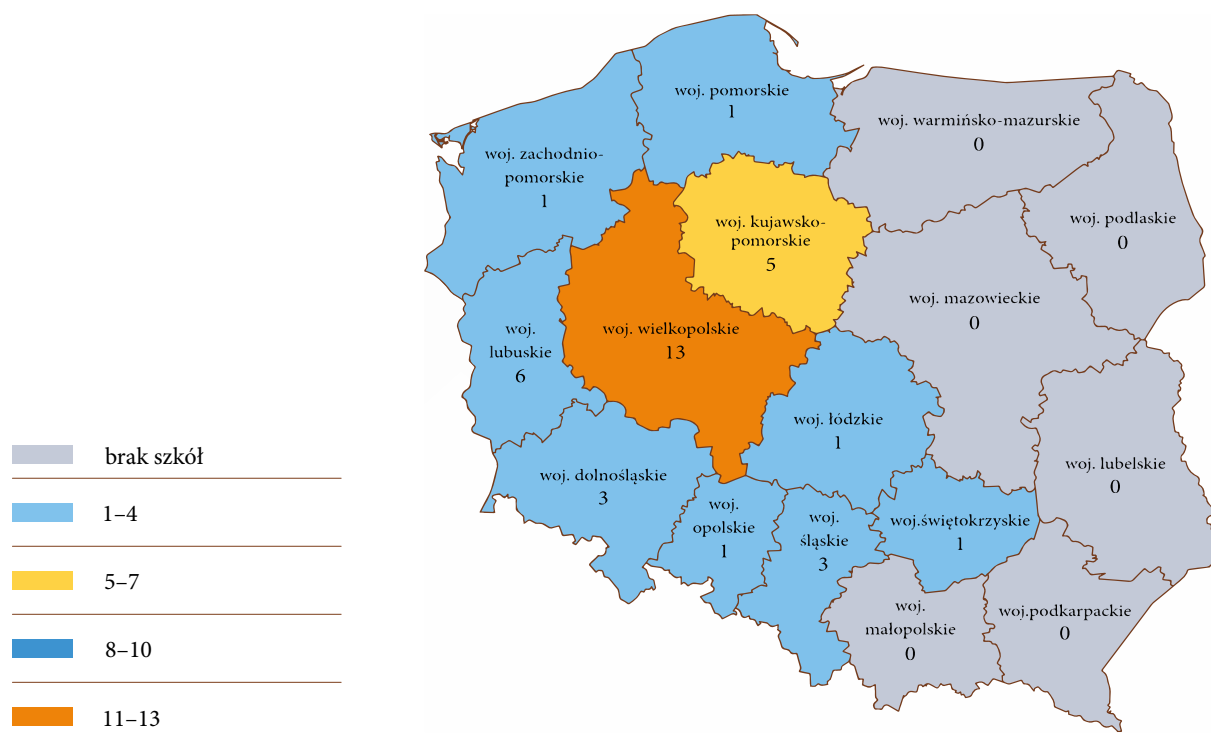 woj. pomorskie
1
woj. warmińsko-mazurskie
0
woj. zachodnio-
pomorskie
1
woj. podlaskie
0
woj. kujawsko-
pomorskie
5
woj. mazowieckie
0
woj. wielkopolskie
13
woj.
lubuskie
6
woj. łódzkie
1
woj. lubelskie
0
woj. dolnośląskie
3
woj.
opolskie
1
woj.
śląskie
3
woj.świętokrzyskie
1
woj.
małopolskie
0
woj.podkarpackie
0
brak szkół
1–4
5–7
8–10
11–13